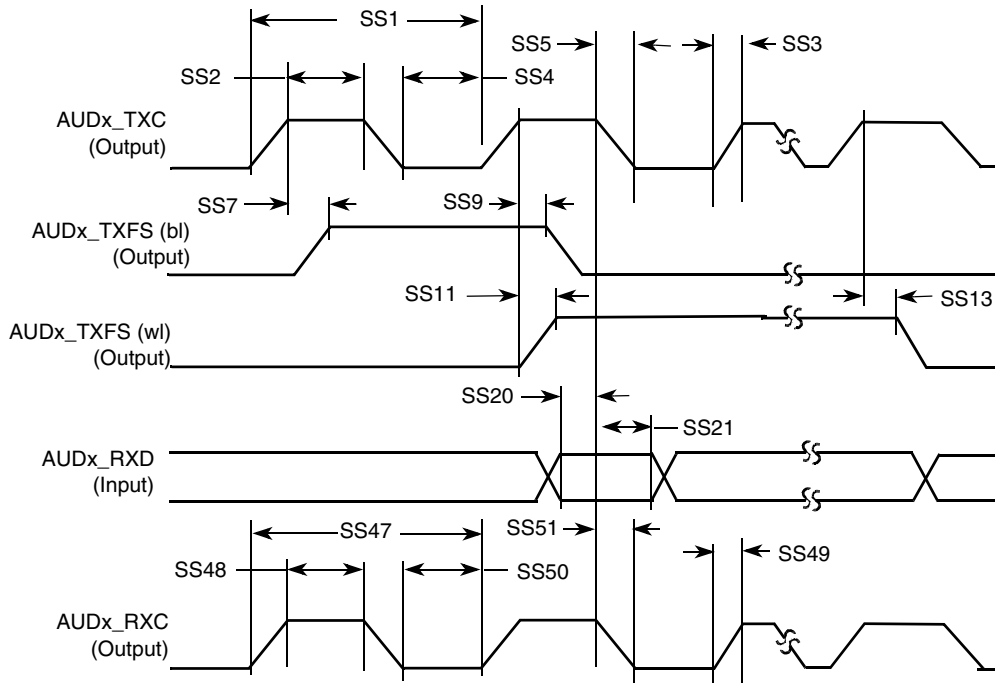 SS1
SS5
SS3
SS2
SS4
AUDx_TXC
(Output)
SS7
SS9
AUDx_TXFS (bl)
(Output)
SS11
SS13
AUDx_TXFS (wl)
(Output)
SS20
SS21
AUDx_RXD
(Input)
SS47
SS51
SS49
SS48
SS50
AUDx_RXC
(Output)